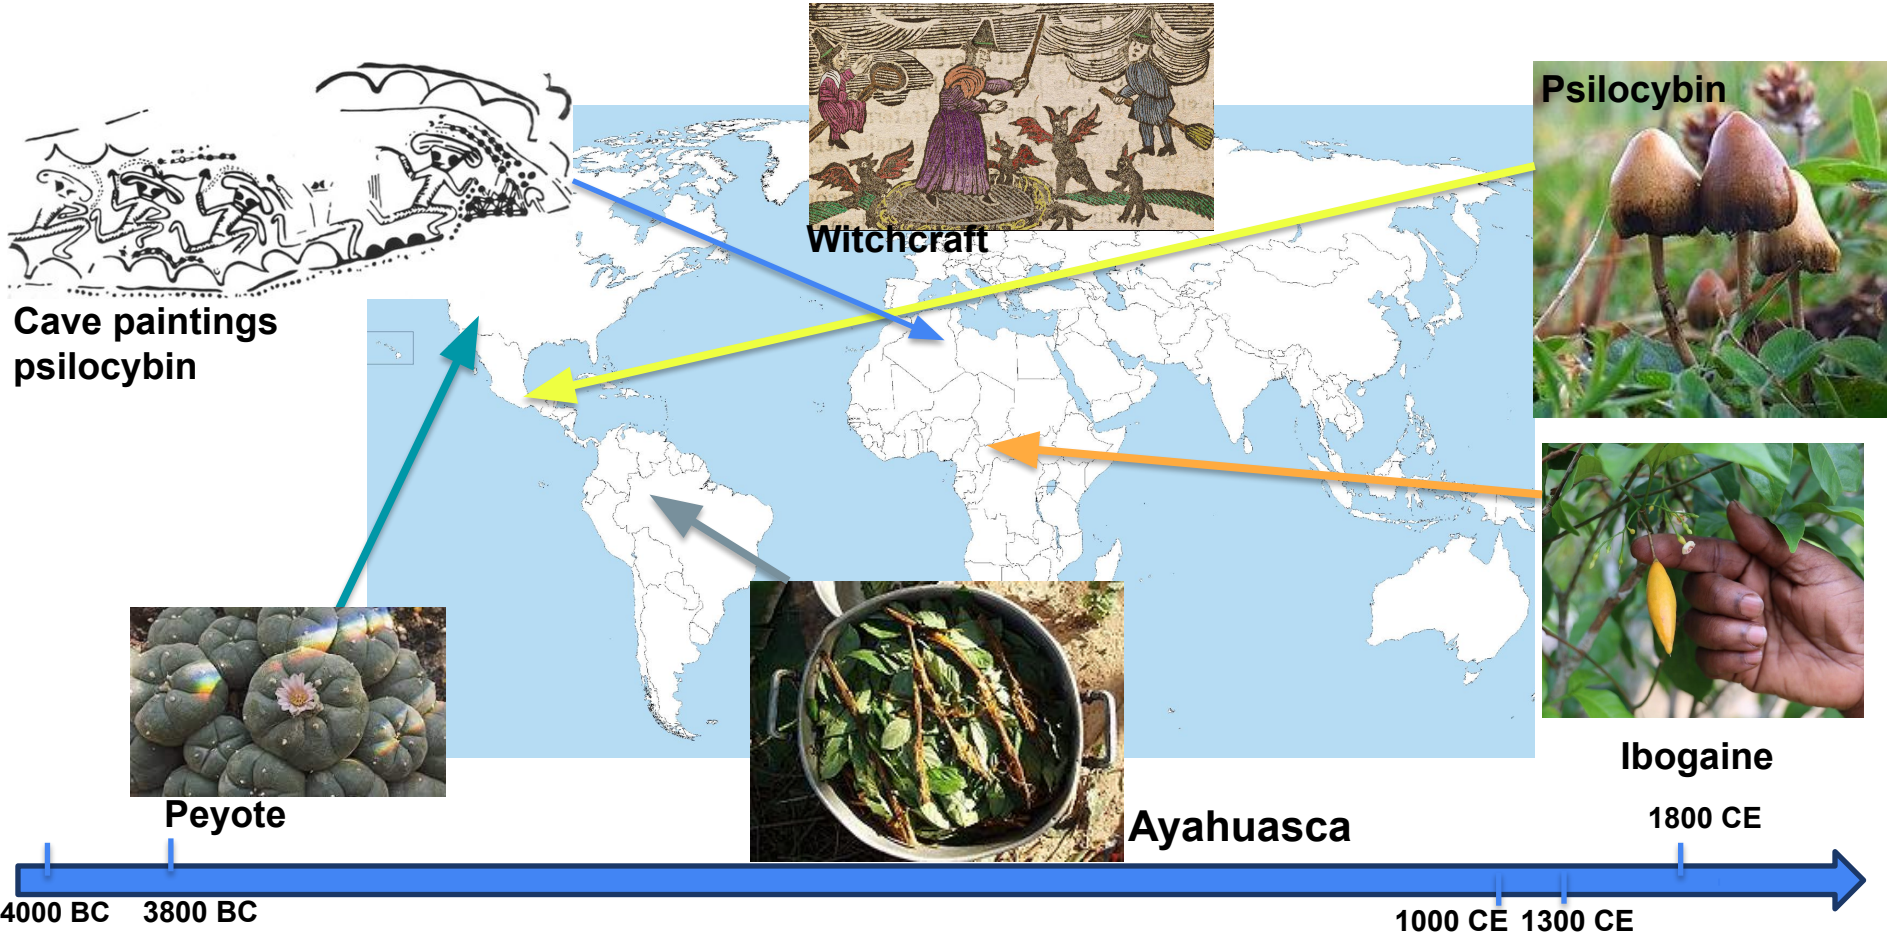 Witchcraft
Psilocybin
Cave paintings
psilocybin
Peyote
Ayahuasca
Ibogaine
1800 CE
4000 BC
3800 BC
1000 CE
1300 CE